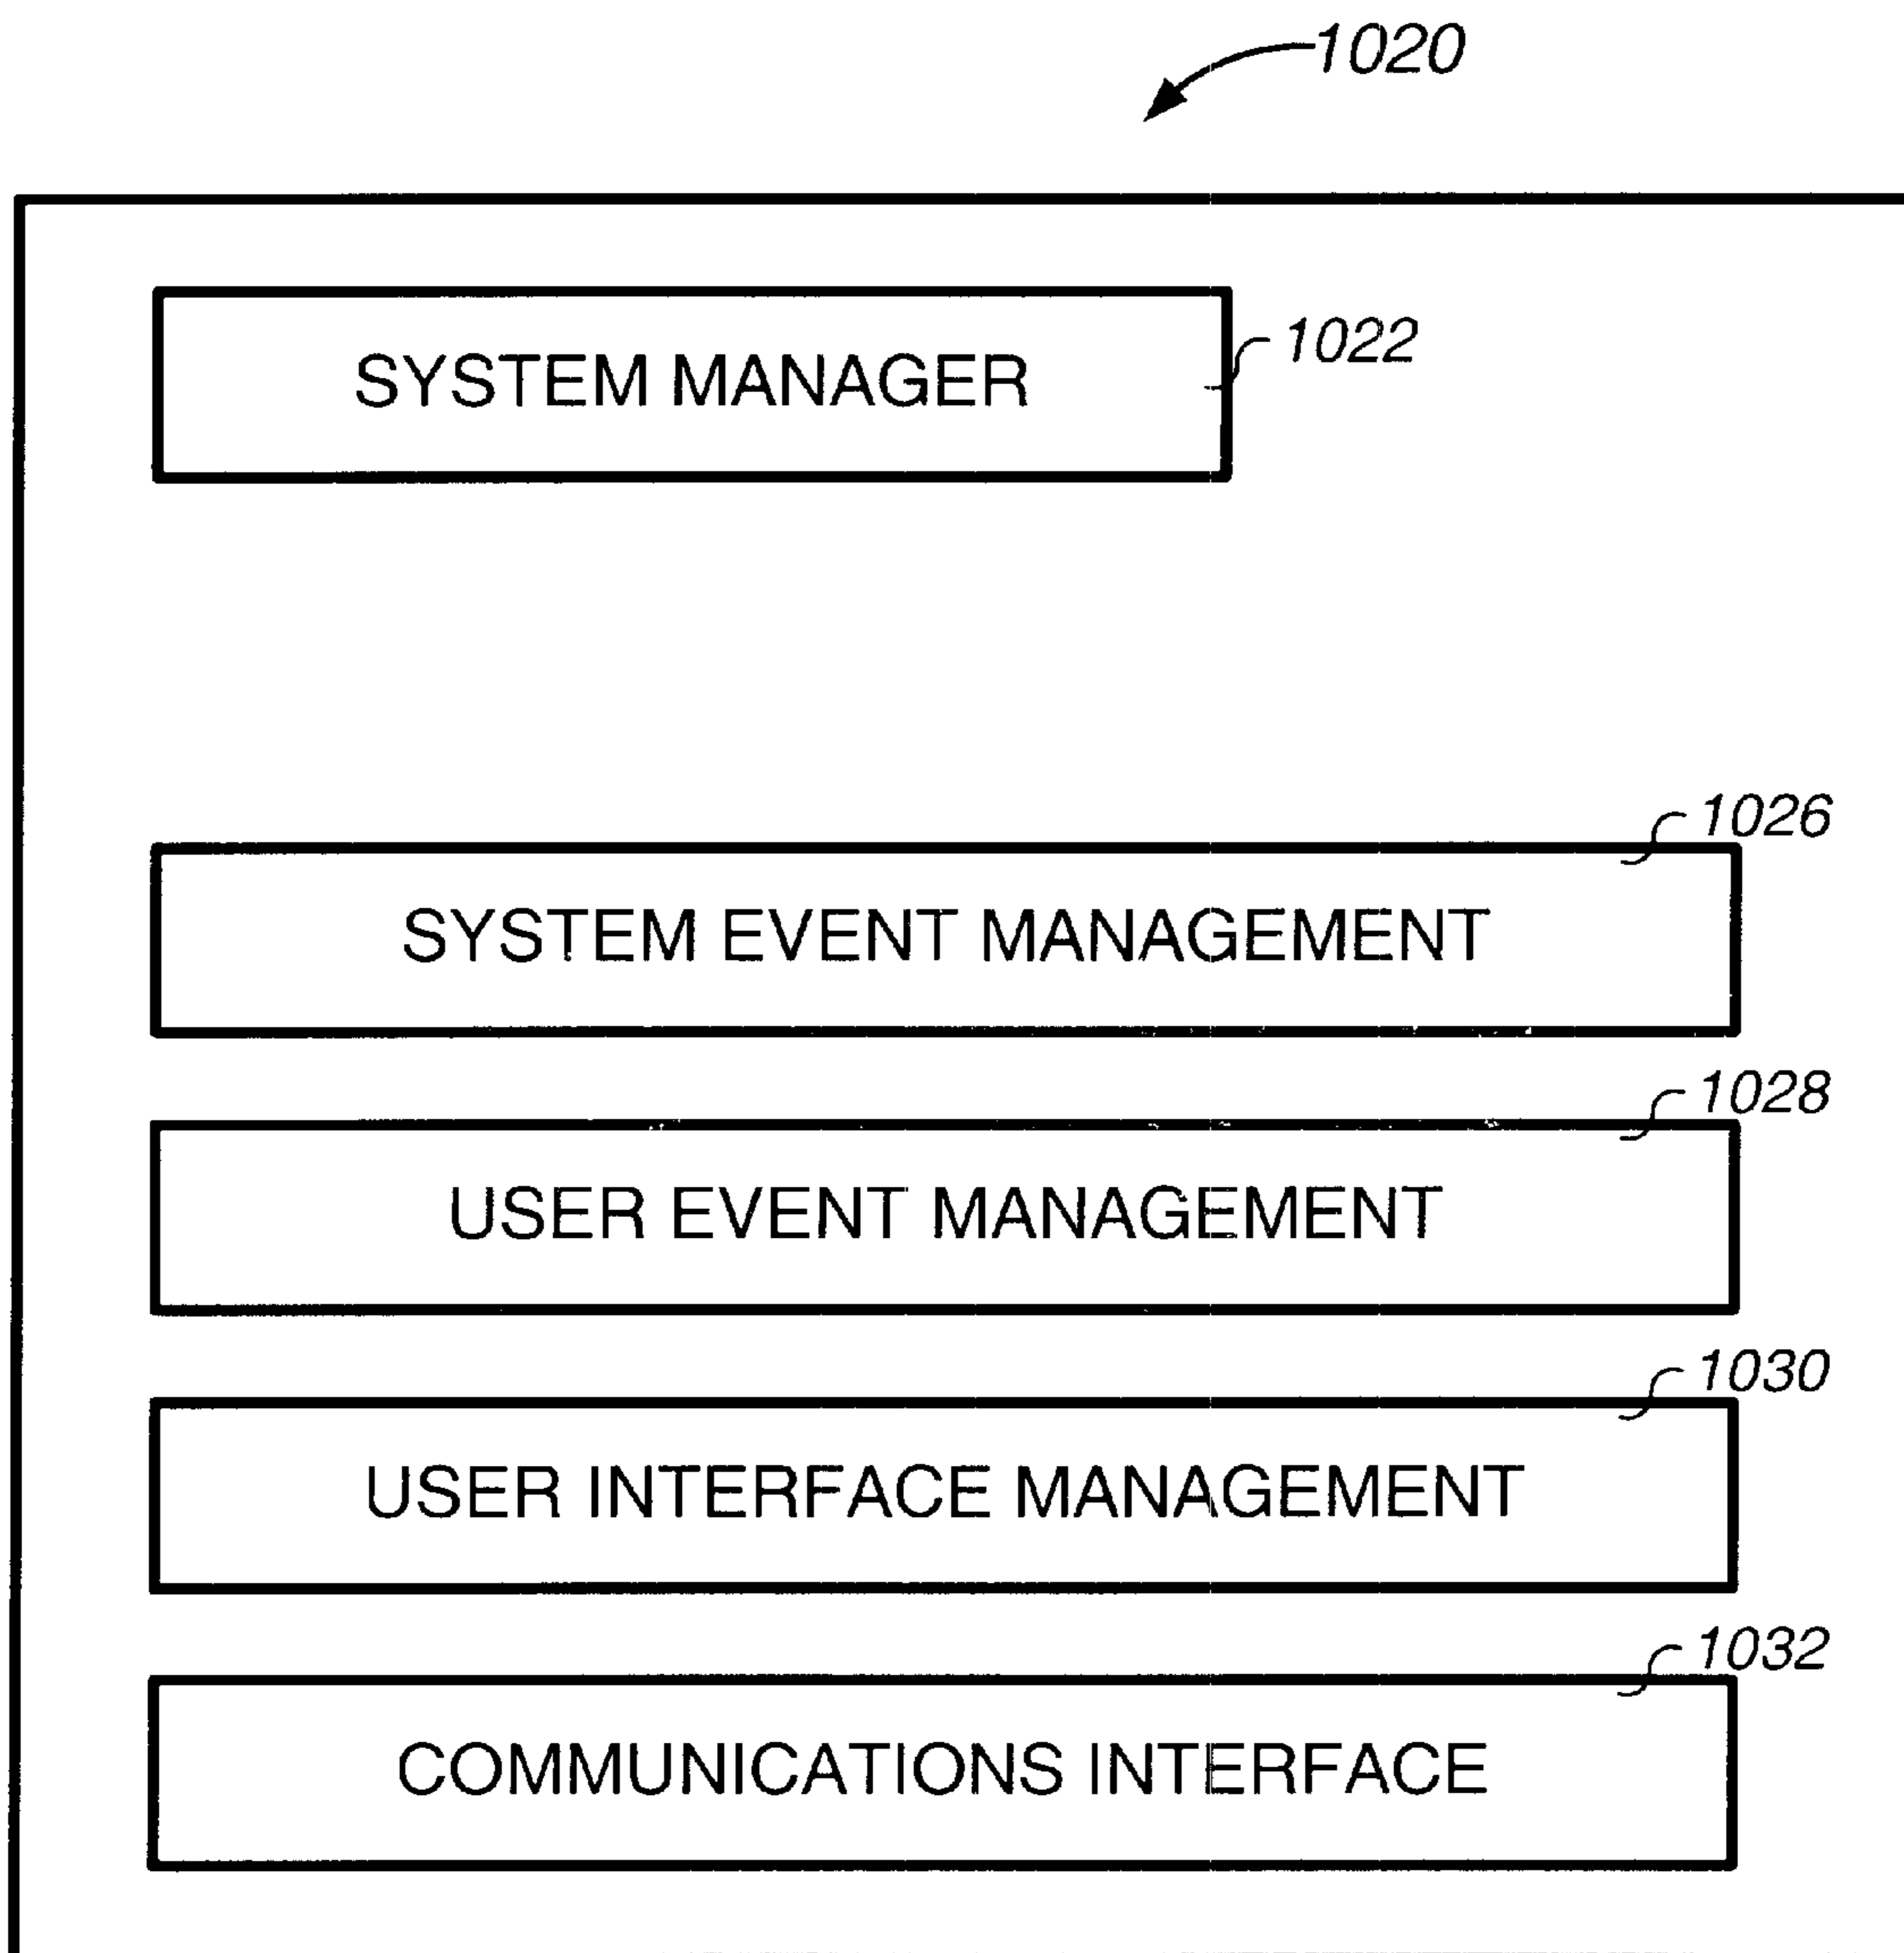 1020
SYSTEM MANAGER
1022
1026
SYSTEM EVENT MANAGEMENT
1028
USER EVENT MANAGEMENT
1030
USER INTERFACE MANAGEMENT
1032
COMMUNICATIONS INTERFACE